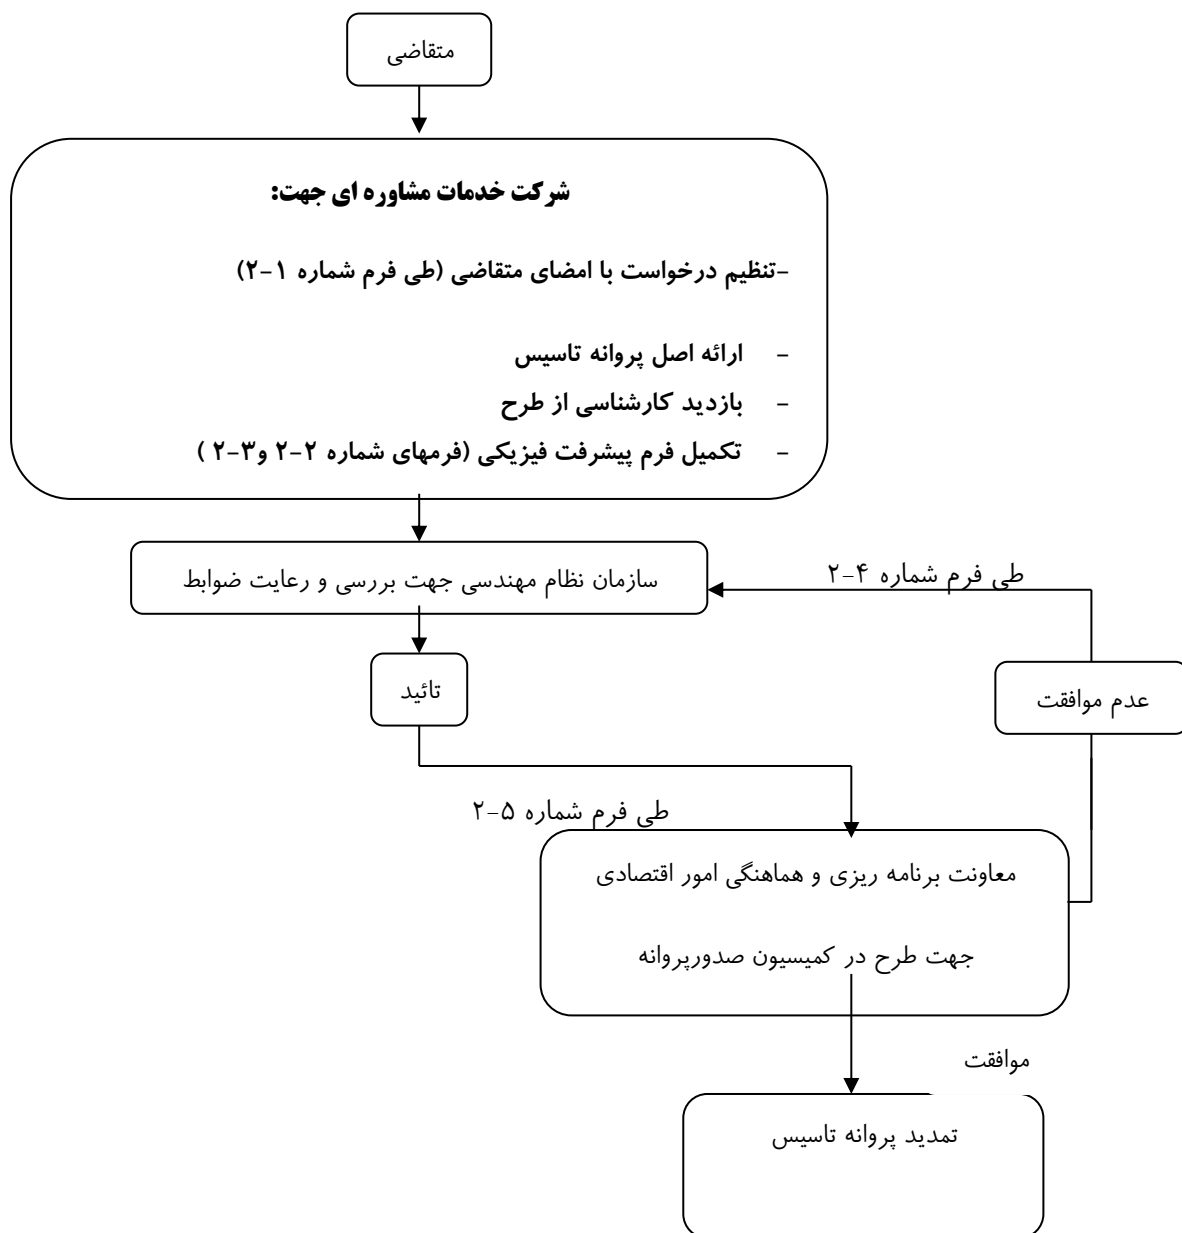 متقاضی
شرکت خدمات مشاوره ای جهت:
-تنظیم درخواست با امضای متقاضی (طی فرم شماره ۱-۲)
- ارائه اصل پروانه تاسیس
- بازدید کارشناسی از طرح
- تکمیل فرم پیشرفت فیزیکی (فرمهای شماره ۲-۲ و۳-۲ )
سازمان نظام مهندسی جهت بررسی و رعایت ضوابط
طی فرم شماره ۴-۲
تائید
عدم موافقت
طی فرم شماره ۵-۲
معاونت برنامه ریزی و هماهنگی امور اقتصادی
جهت طرح در کمیسیون صدورپروانه
موافقت
تمدید پروانه تاسیس